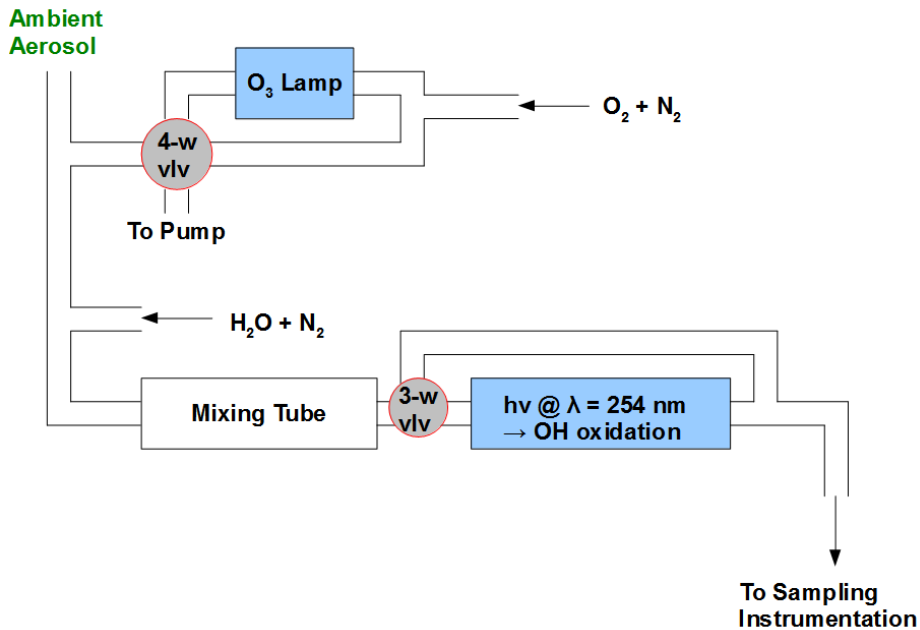 Ambient
Aerosol
O₃ Lamp
O₂ + N₂
4-w
vlv
To Pump
H₂O + N₂
Mixing Tube
3-w
vlv
hv @ λ = 254 nm
→ OH oxidation
To Sampling
Instrumentation